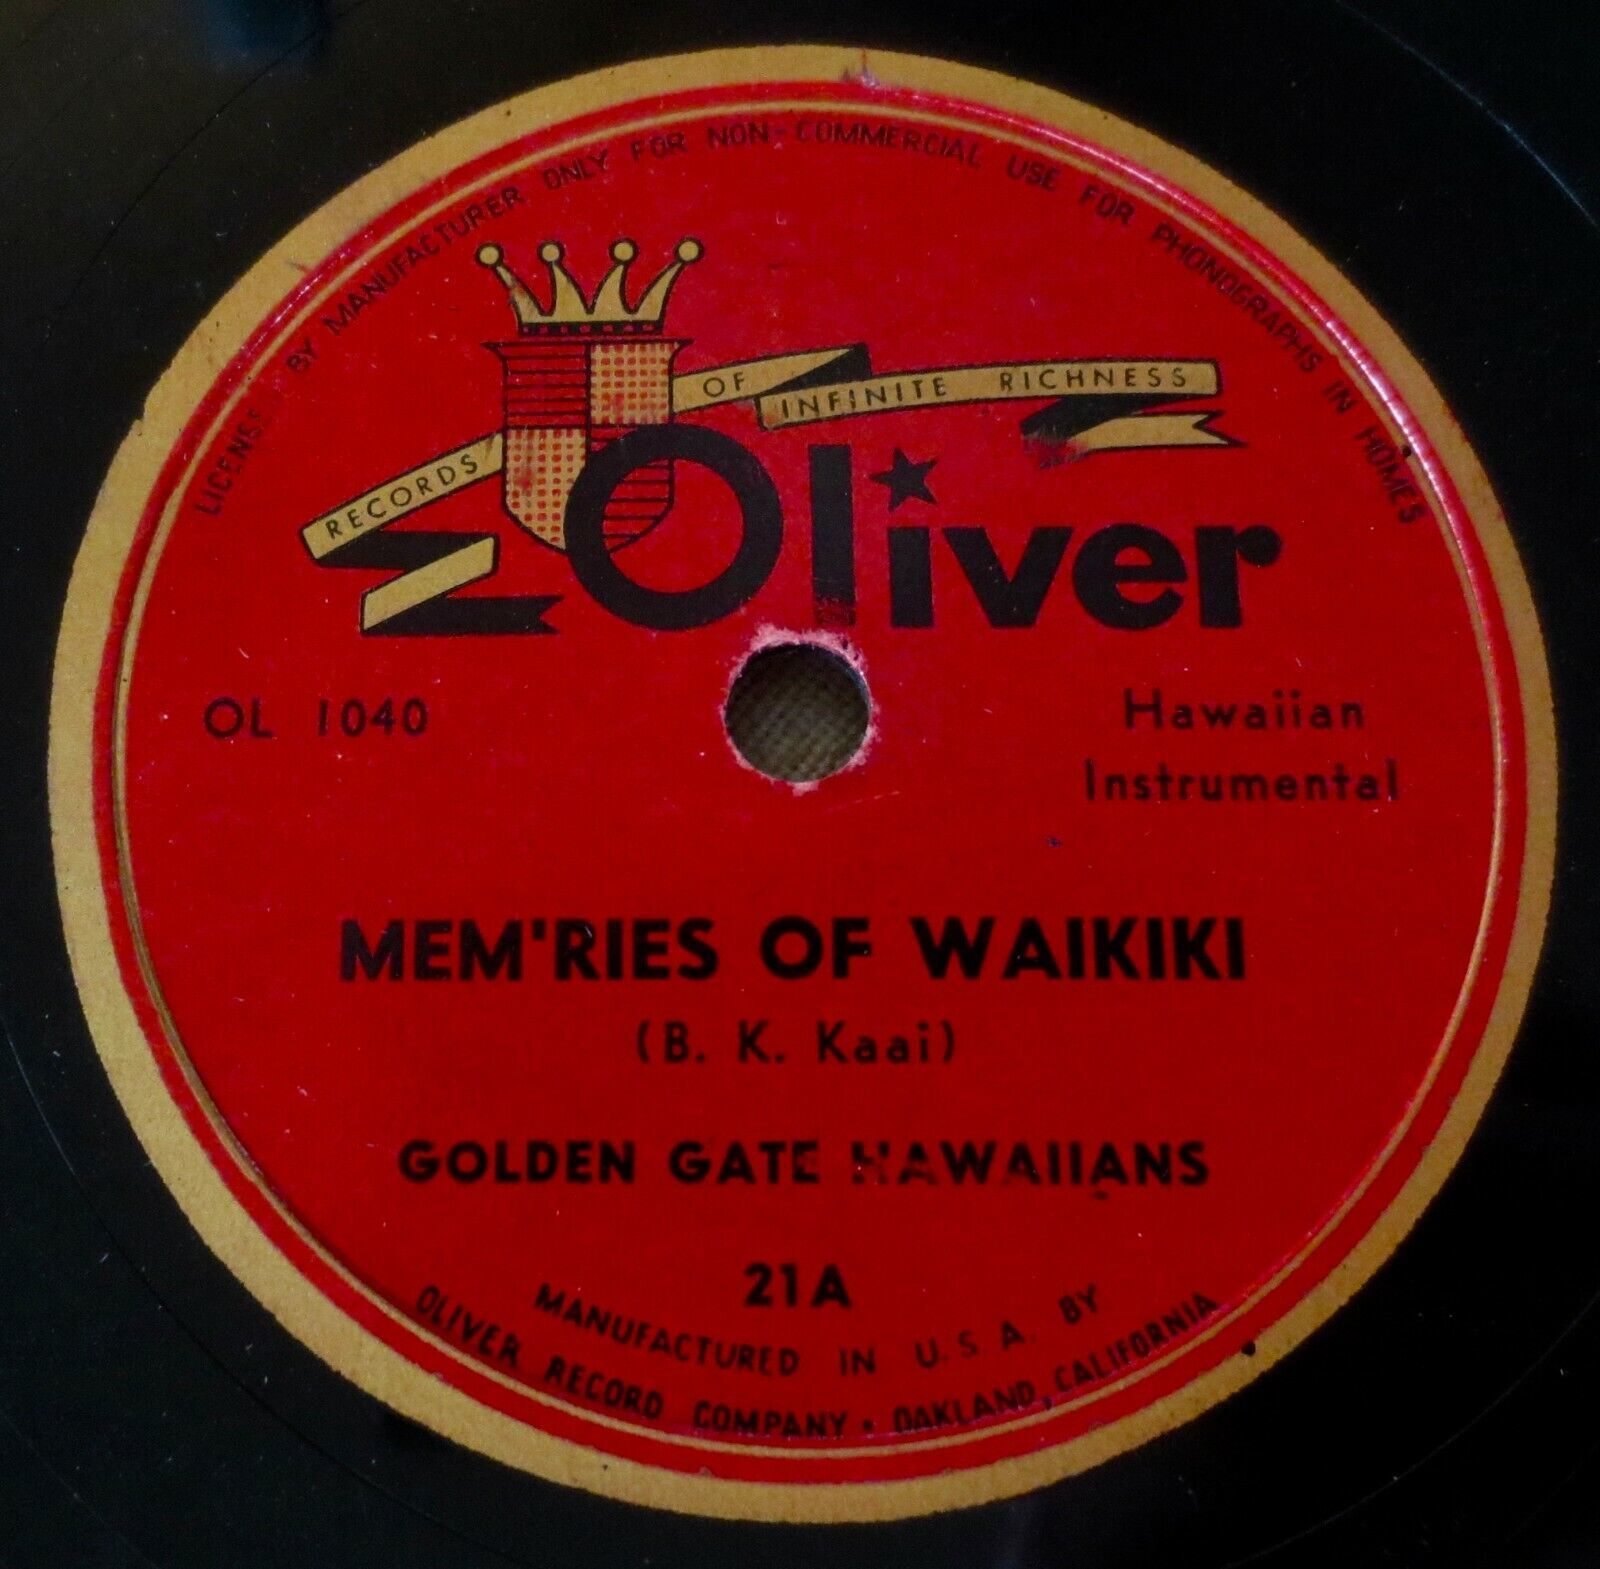 LICENSE BY MANUFACTURER ONLY FOR NON-COMMERCIAL USE FOR PHONOGRAPHS IN HOMES
RECORDS OF INFINITE RICHNESS
Oliver
OL 1040
Hawaiian
Instrumental
MEM'RIES OF WAIKIKI
(B. K. Kaai)
GOLDEN GATE HAWAIIANS
21A
MANUFACTURED IN U.S.A. BY
OLIVER RECORD COMPANY • OAKLAND, CALIFORNIA